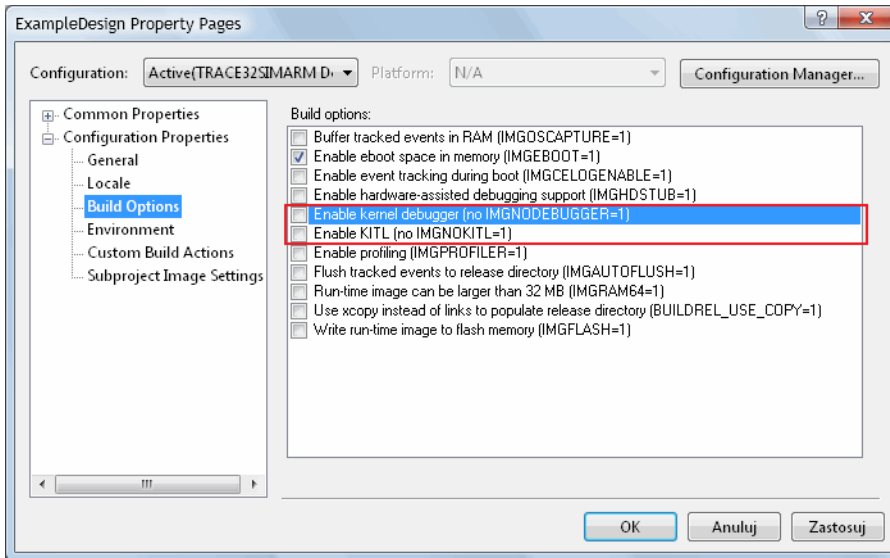 ExampleDesign Property Pages
Configuration: Active(TRACE32SIMARM D Platform: N/A Configuration Manager...
Common Properties
Configuration Properties
General
Locale
Build Options
Environment
Custom Build Actions
Subproject Image Settings
Build options:
Buffer tracked events in RAM (IMGOSCAPTURE=1)
Enable eboot space in memory (IMGEBOOT=1)
Enable event tracking during boot (IMGCELOGENABLE=1)
Enable hardware-assisted debugging support (IMGHDSTUB=1)
Enable kernel debugger (no IMGNODEBUGGER=1)
Enable KITL (no IMGNOKITL=1)
Enable profiling (IMGPROFILER=1)
Flush tracked events to release directory (IMGAUTOFLUSH=1)
Run-time image can be larger than 32 MB (IMGRAM64=1)
Use xcopy instead of links to populate release directory (BUILDREL_USE_COPY=1)
Write run-time image to flash memory (IMGFLASH=1)
OK Anuluj Zastosuj